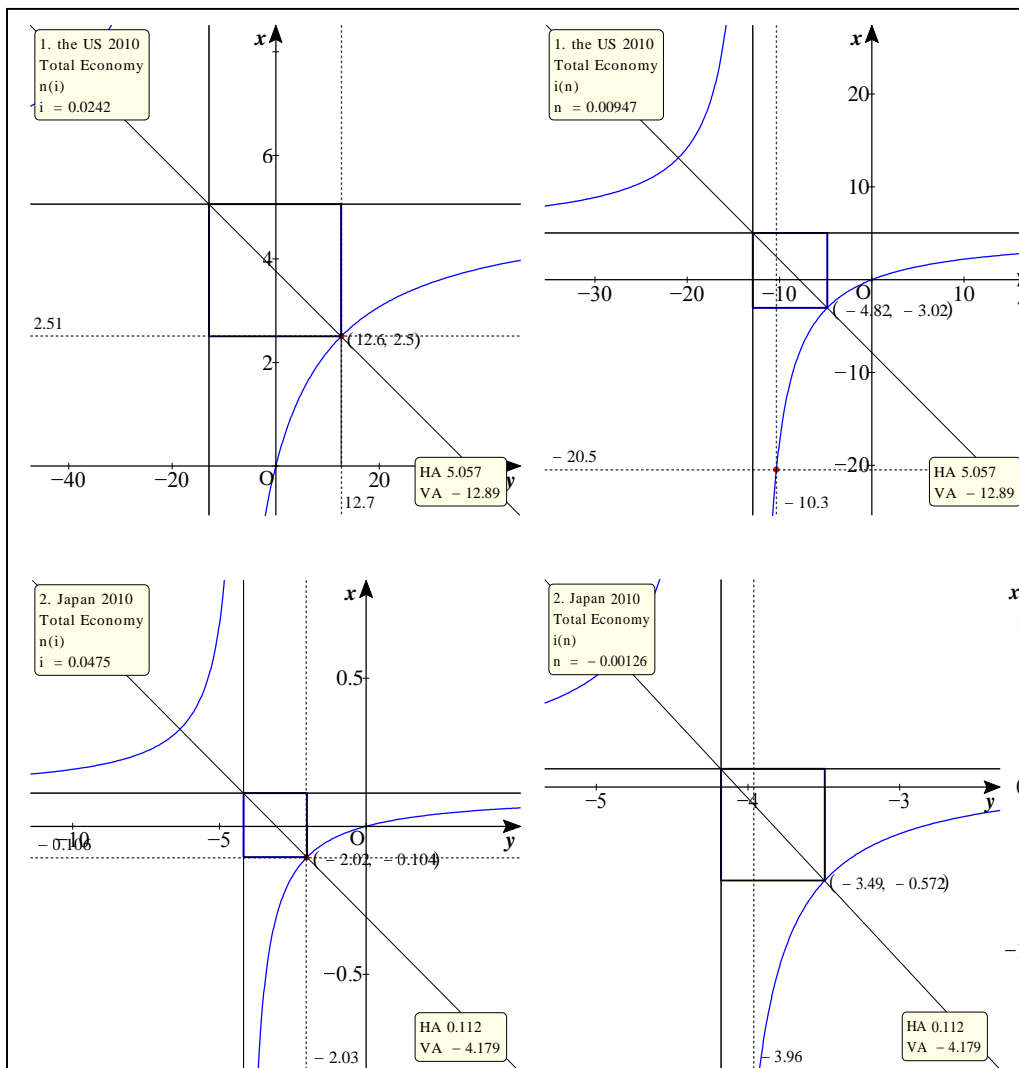 1. the US 2010
Total Economy
n(i)
i = 0.0242
x
6
4
2.51
(12.6, 2.5)
2
−40
−20
O
20
y
12.7
HA 5.057
VA − 12.89
1. the US 2010
Total Economy
i(n)
n = 0.00947
x
20
10
−30
−20
−10
O
10
(− 4.82, − 3.02)
−10
− 20.5
−20
− 10.3
HA 5.057
VA − 12.89
2. Japan 2010
Total Economy
n(i)
i = 0.0475
x
0.5
−10
−5
O
y
− 0.106
(− 2.02, − 0.104)
−0.5
− 2.03
HA 0.112
VA − 4.179
2. Japan 2010
Total Economy
i(n)
n = − 0.00126
x
−5
−4
−3
y
(− 3.49, − 0.572)
− 3.96
HA 0.112
VA − 4.179